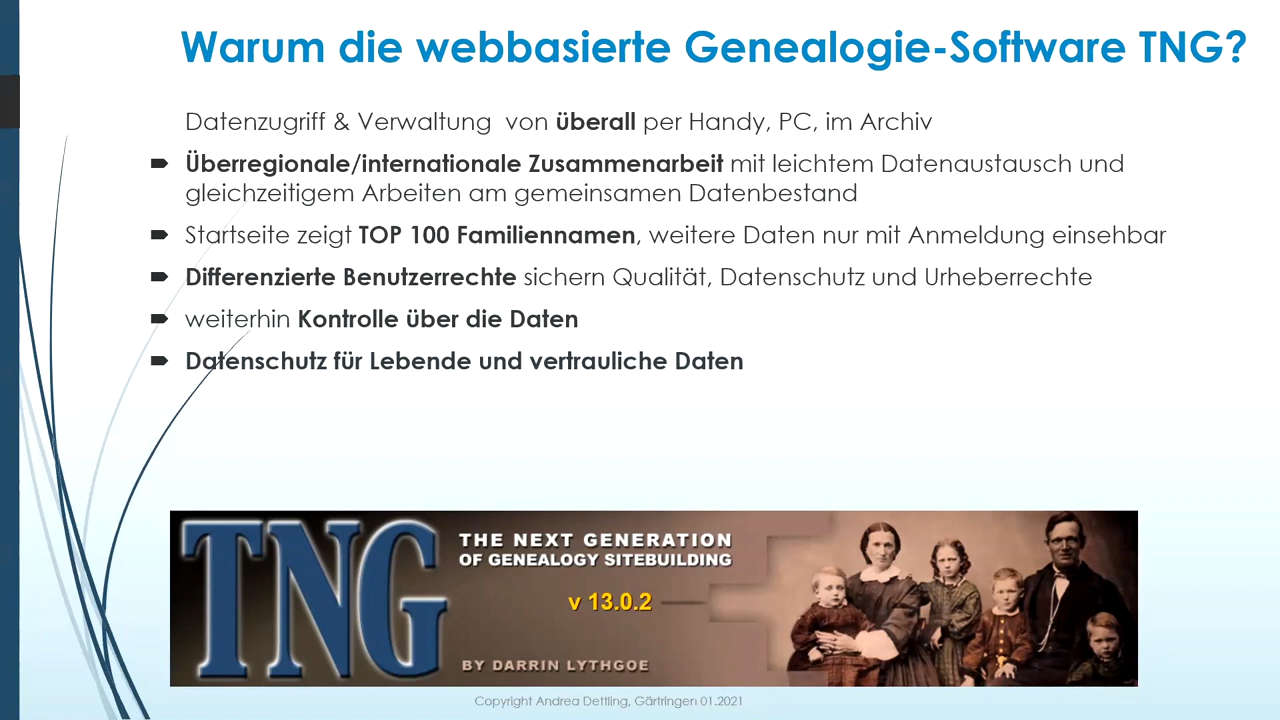 Warum die webbasierte Genealogie-Software TNG?
Datenzugriff & Verwaltung von überall per Handy, PC, im Archiv
Überregionale/internationale Zusammenarbeit mit leichtem Datenaustausch und
gleichzeitigem Arbeiten am gemeinsamen Datenbestand
Startseite zeigt TOP 100 Familiennamen, weitere Daten nur mit Anmeldung einsehbar
Differenzierte Benutzerrechte sichern Qualität, Datenschutz und Urheberrechte
weiterhin Kontrolle über die Daten
Datenschutz für Lebende und vertrauliche Daten
TNG
THE NEXT GENERATION
OF GENEALOGY SITEBUILDING
v 13.0.2
BY DARRIN LYTHGOE
Copyright Andrea Dettling, Gärtringen 01.2021